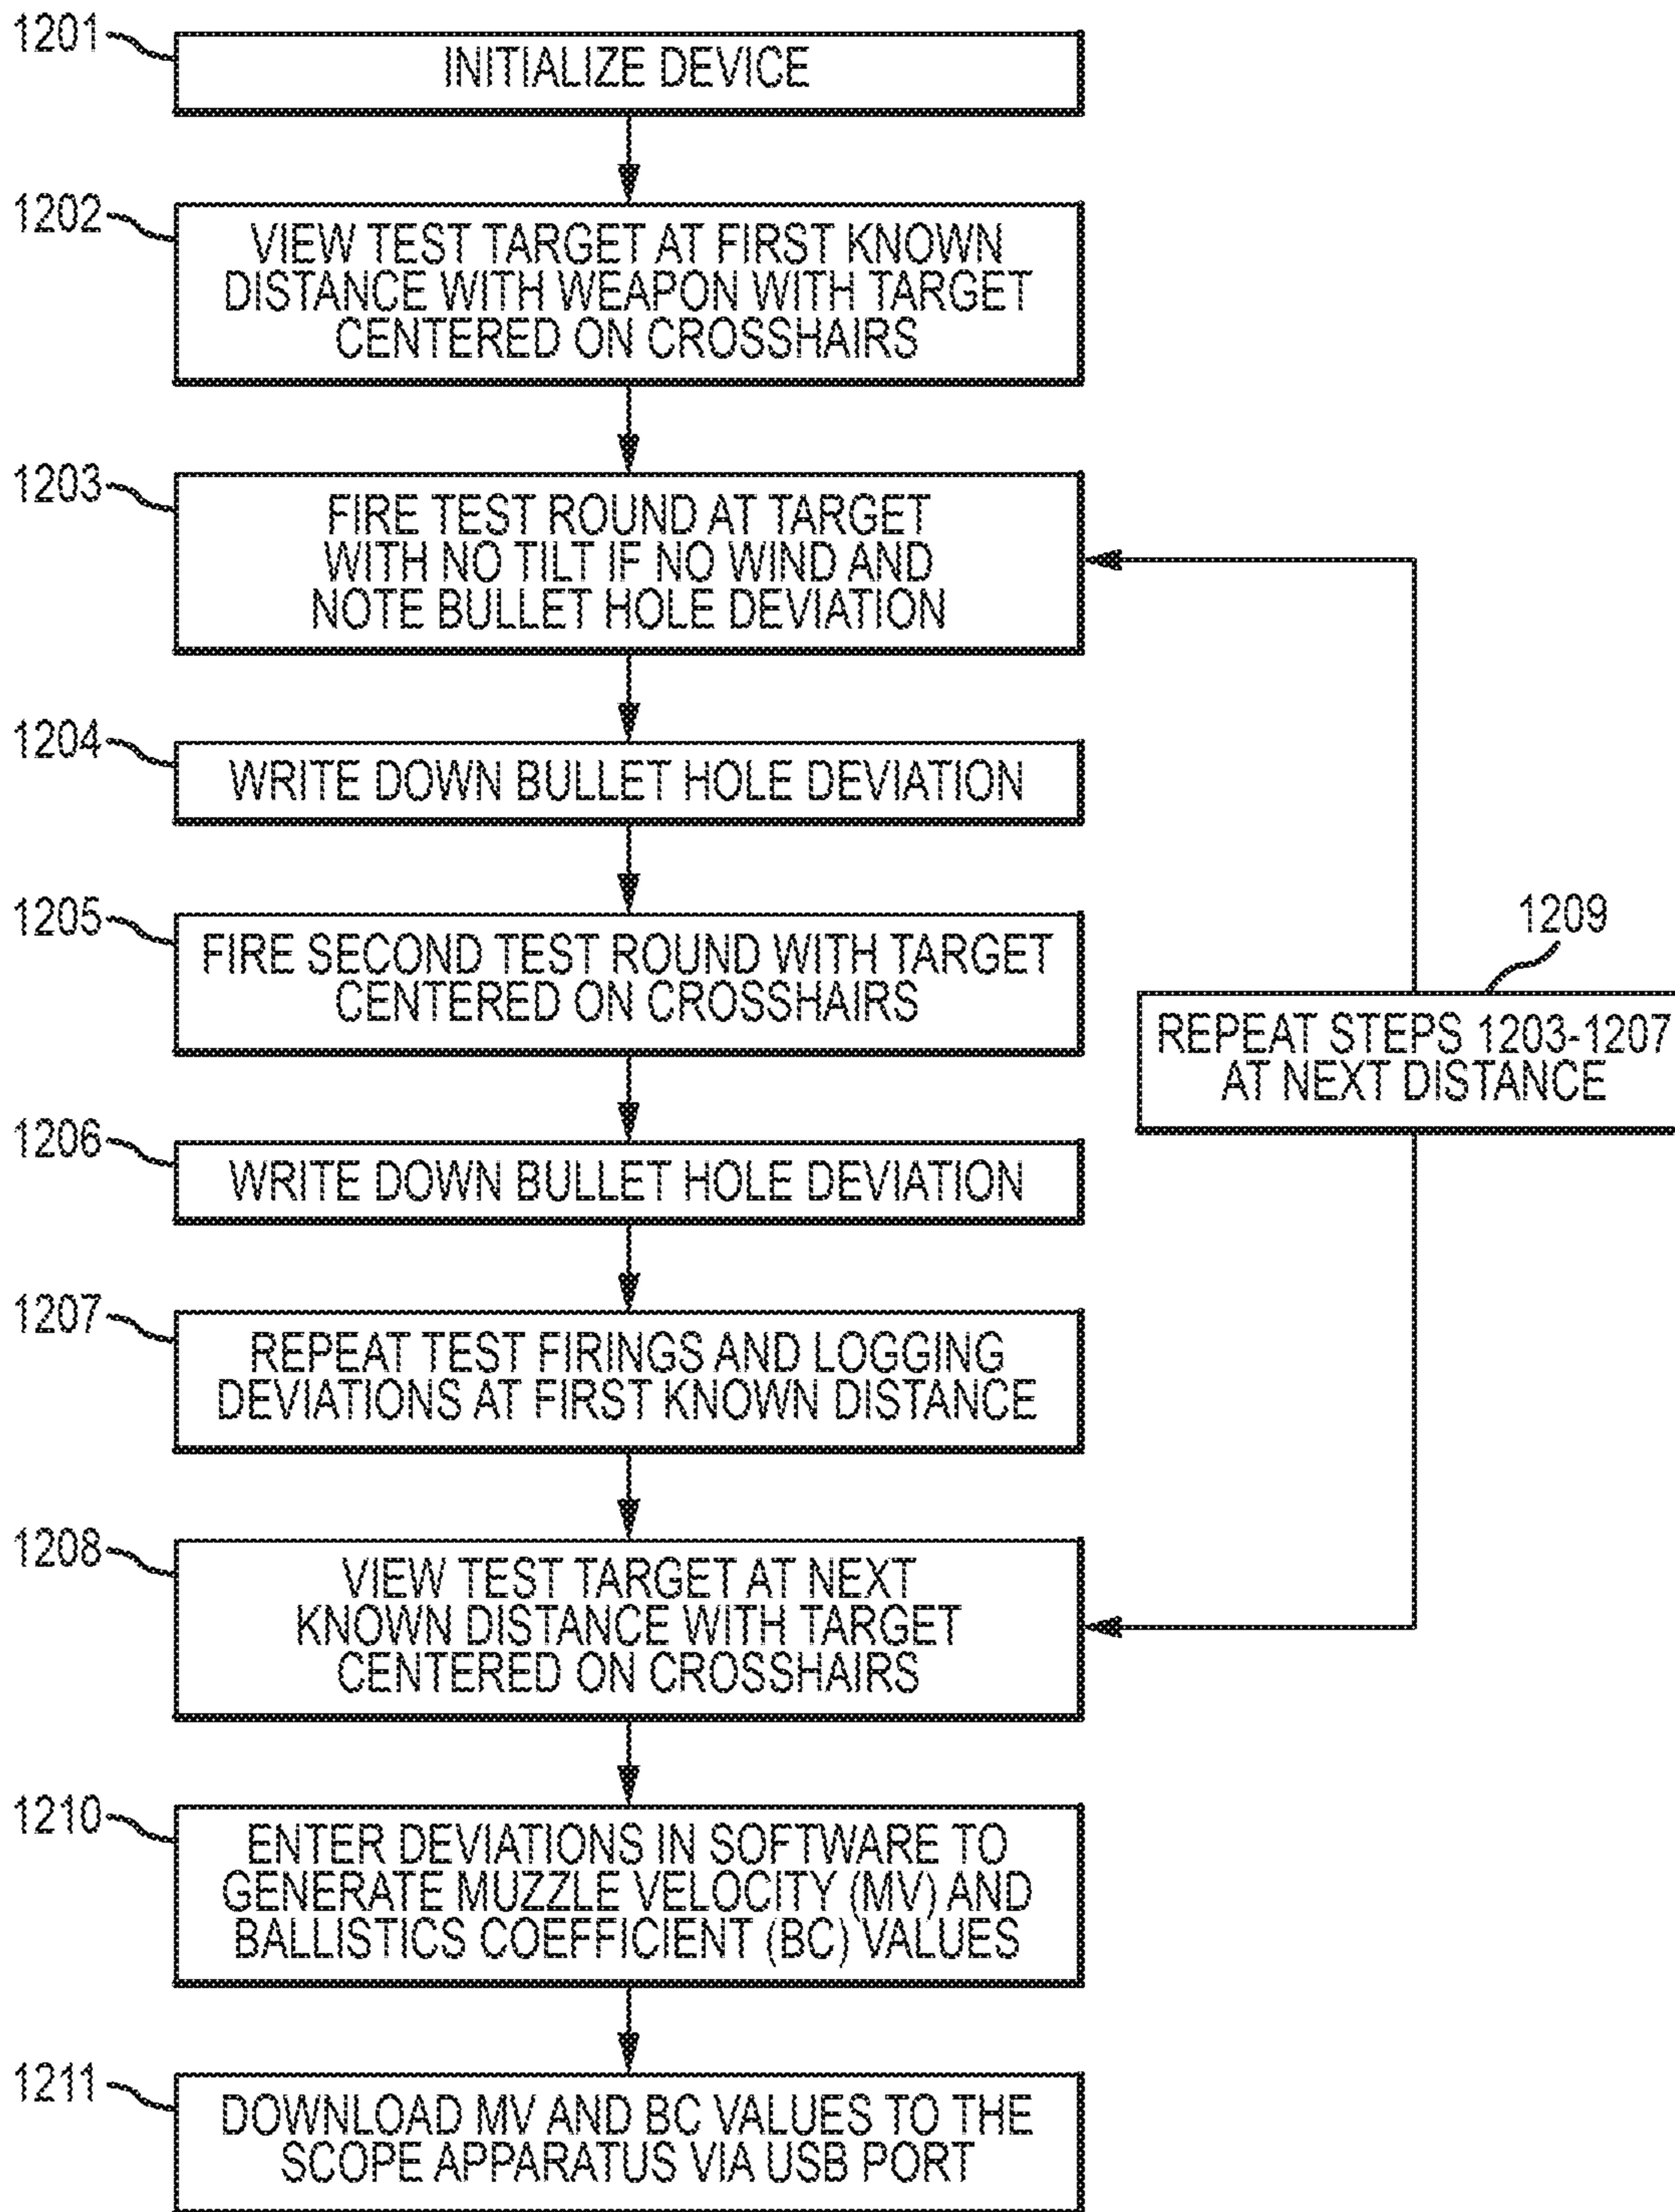 1201
INITIALIZE DEVICE
1202
VIEW TEST TARGET AT FIRST KNOWN
DISTANCE WITH WEAPON WITH TARGET
CENTERED ON CROSSHAIRS
1203
FIRE TEST ROUND AT TARGET
WITH NO TILT IF NO WIND AND
NOTE BULLET HOLE DEVIATION
1204
WRITE DOWN BULLET HOLE DEVIATION
1205
FIRE SECOND TEST ROUND WITH TARGET
CENTERED ON CROSSHAIRS
1209
REPEAT STEPS 1203-1207
AT NEXT DISTANCE
1206
WRITE DOWN BULLET HOLE DEVIATION
1207
REPEAT TEST FIRINGS AND LOGGING
DEVIATIONS AT FIRST KNOWN DISTANCE
1208
VIEW TEST TARGET AT NEXT
KNOWN DISTANCE WITH TARGET
CENTERED ON CROSSHAIRS
1210
ENTER DEVIATIONS IN SOFTWARE TO
GENERATE MUZZLE VELOCITY (MV) AND
BALLISTICS COEFFICIENT (BC) VALUES
1211
DOWNLOAD MV AND BC VALUES TO THE
SCOPE APPARATUS VIA USB PORT